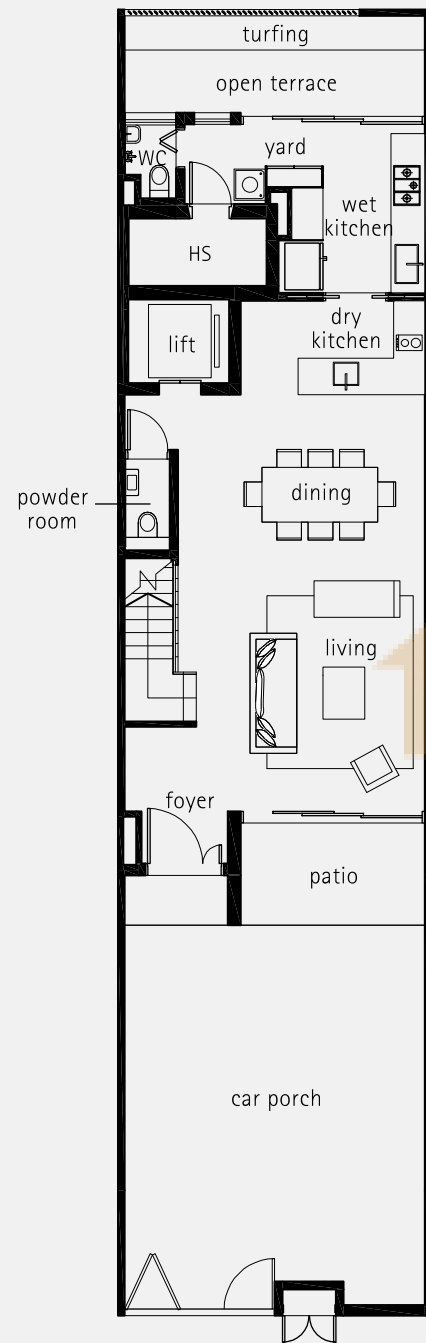 turfing
open terrace
yard
WC
wet
kitchen
HS
dry
kitchen
lift
dining
powder
room
living
foyer
patio
car porch